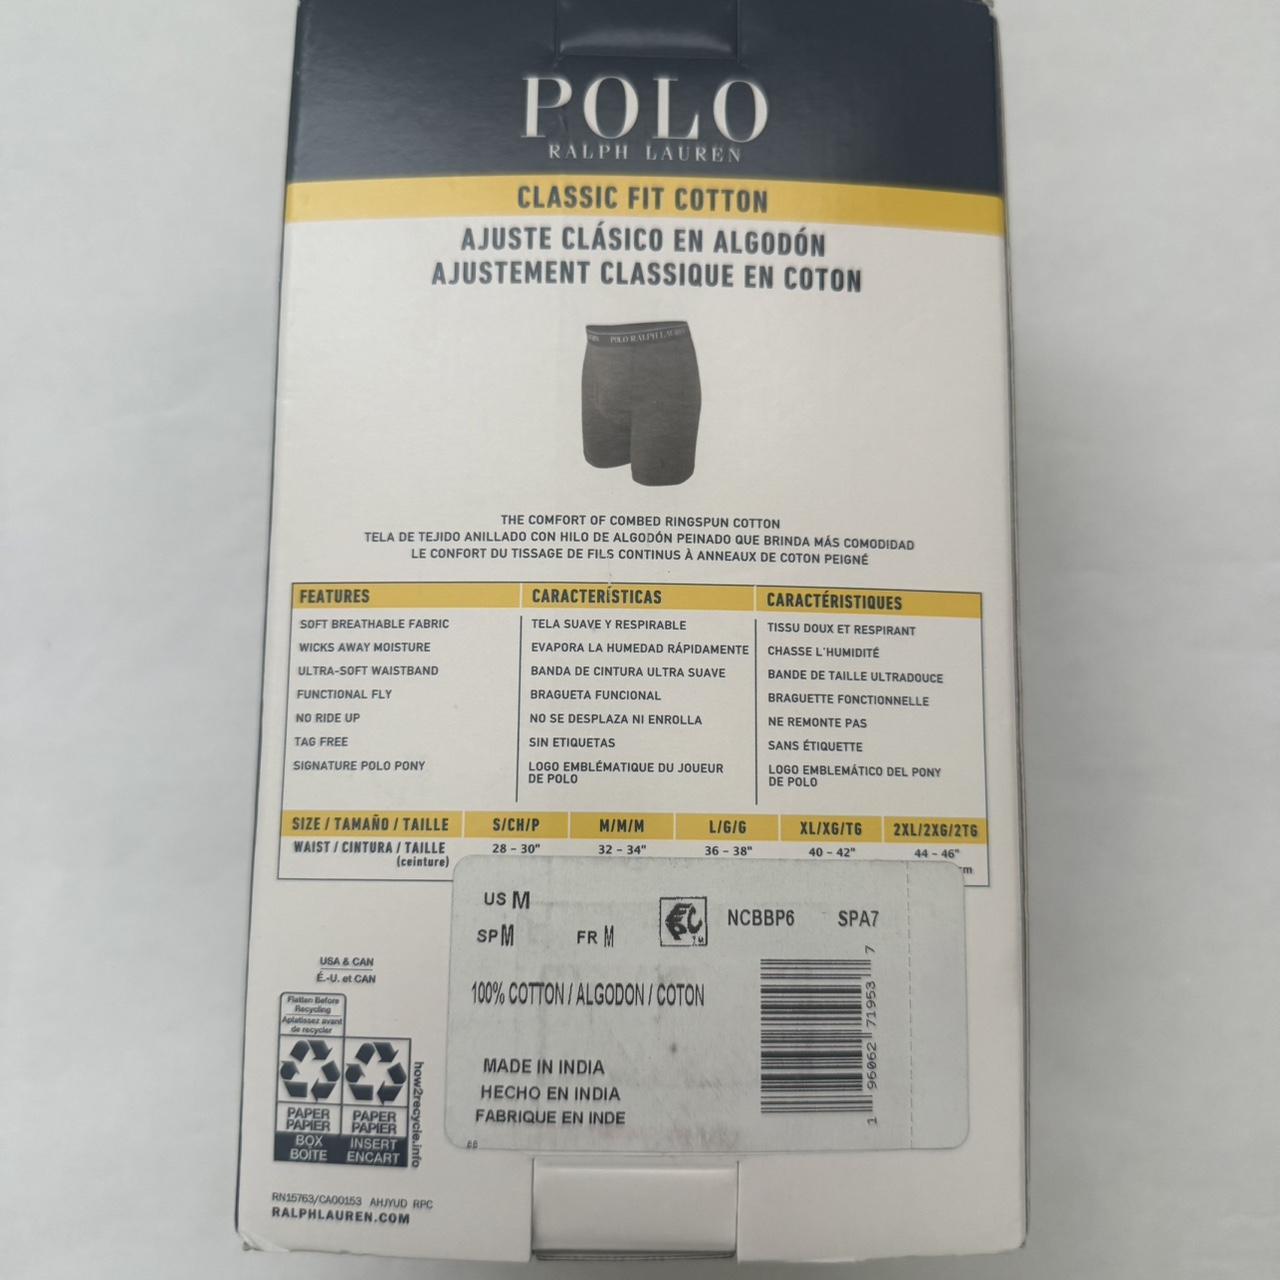 POLO
RALPH LAUREN
CLASSIC FIT COTTON
AJUSTE CLÁSICO EN ALGODÓN
AJUSTEMENT CLASSIQUE EN COTON
POLO RALPH LAUREN
THE COMFORT OF COMBED RINGSPUN COTTON
TELA DE TEJIDO ANILLADO CON HILO DE ALGODÓN PEINADO QUE BRINDA MÁS COMODIDAD
LE CONFORT DU TISSAGE DE FILS CONTINUS À ANNEAUX DE COTON PEIGNÉ
FEATURES
SOFT BREATHABLE FABRIC
WICKS AWAY MOISTURE
ULTRA-SOFT WAISTBAND
FUNCTIONAL FLY
NO RIDE UP
TAG FREE
SIGNATURE POLO PONY
CARACTERÍSTICAS
TELA SUAVE Y RESPIRABLE
EVAPORA LA HUMEDAD RÁPIDAMENTE
BANDA DE CINTURA ULTRA SUAVE
BRAGUETA FUNCIONAL
NO SE DESPLAZA NI ENROLLA
SIN ETIQUETAS
LOGO EMBLÉMATIQUE DU JOUEUR
DE POLO
CARACTÉRISTIQUES
TISSU DOUX ET RESPIRANT
CHASSE L'HUMIDITÉ
BANDE DE TAILLE ULTRADOUCE
BRAGUETTE FONCTIONNELLE
NE REMONTE PAS
SANS ÉTIQUETTE
LOGO EMBLEMÁTICO DEL PONY
DE POLO
SIZE / TAMAÑO / TAILLE S/CH/P M/M/M L/G/G XL/XG/TG 2XL/2XG/2TG
WAIST / CINTURA / TAILLE 28 – 30" 32 – 34" 36 – 38" 40 – 42" 44 – 46"
(ceinture) cm
US M
SP M FR M
EPC TM
NCBBP6 SPA7
100% COTTON / ALGODON / COTON
MADE IN INDIA
HECHO EN INDIA
FABRIQUE EN INDE
66
1 96062 71953 7
USA & CAN
É.-U. et CAN
Flatten Before
Recycling
Aplatissez avant
de recycler
PAPER
PAPIER
BOX
BOITE
PAPER
PAPIER
INSERT
ENCART
how2recycle.info
RN15763/CA00153 AHJYUD RPC
RALPHLAUREN.COM